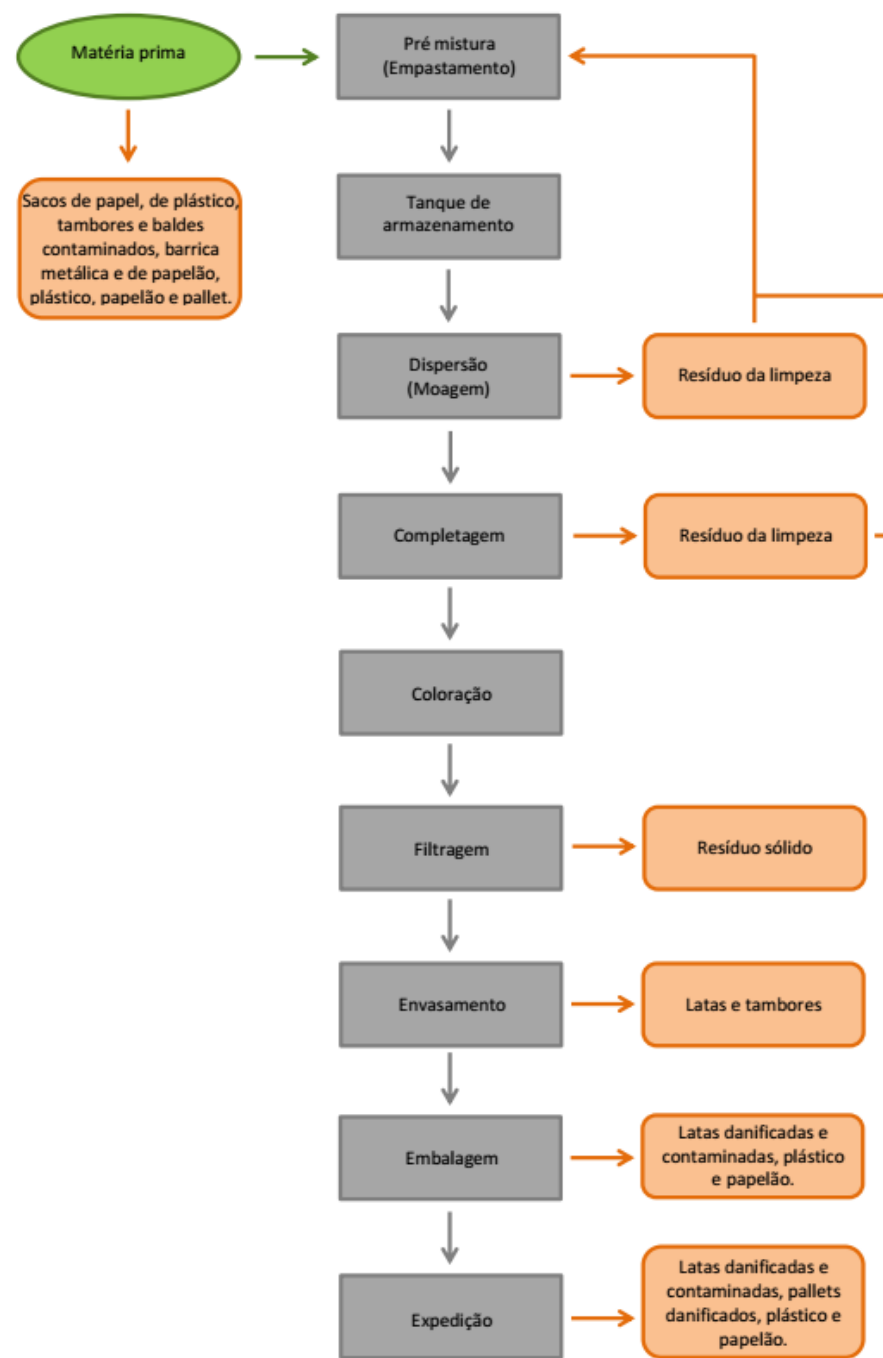 Matéria prima
Pré mistura
(Empastamento)
Sacos de papel, de plástico,
tambores e baldes
contaminados, barrica
metálica e de papelão,
plástico, papelão e pallet.
Tanque de
armazenamento
Dispersão
(Moagem)
Resíduo da limpeza
Completagem
Resíduo da limpeza
Coloração
Filtragem
Resíduo sólido
Envasamento
Latas e tambores
Embalagem
Latas danificadas e
contaminadas, plástico
e papelão.
Expedição
Latas danificadas e
contaminadas, pallets
danificados, plástico e
papelão.